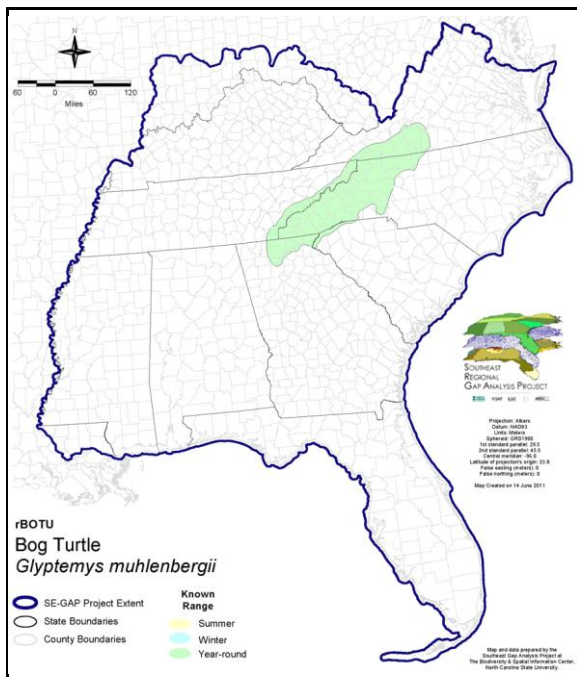 N
60 0 60 120
Miles
SOUTHEAST
REGIONAL
GAP ANALYSIS PROJECT
Projection: Albers
Datum: NAD83
Units: Meters
Spheroid: GRS1980
1st standard parallel: 29.5
2nd standard parallel: 45.5
Central meridian: -96.0
Latitude of projection's origin: 23.0
False easting (meters): 0
False northing (meters): 0
Map Created on 14 June 2011
rBOTU
Bog Turtle
Glyptemys muhlenbergii
SE-GAP Project Extent
State Boundaries
County Boundaries
Known
Range
Summer
Winter
Year-round
Map and data prepared by the
Southeast Gap Analysis Project at
The Biodiversity & Spatial Information Center,
North Carolina State University.